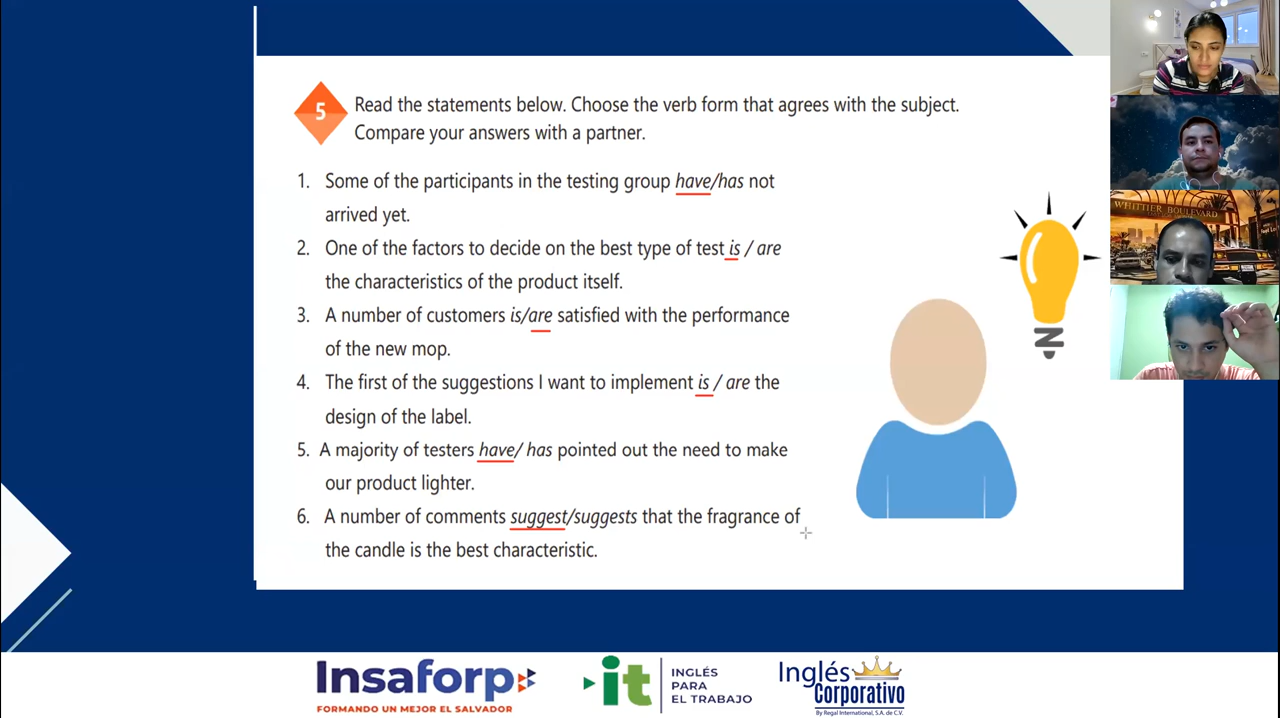 5
Read the statements below. Choose the verb form that agrees with the subject.
Compare your answers with a partner.
1. Some of the participants in the testing group have/has not
arrived yet.
2. One of the factors to decide on the best type of test is / are
the characteristics of the product itself.
3. A number of customers is/are satisfied with the performance
of the new mop.
4. The first of the suggestions I want to implement is / are the
design of the label.
5. A majority of testers have/ has pointed out the need to make
our product lighter.
6. A number of comments suggest/suggests that the fragrance of
the candle is the best characteristic.
WHITTIER BOULEVARD
Insaforp
FORMANDO UN MEJOR EL SALVADOR
it
INGLÉS
PARA
EL TRABAJO
Inglés
Corporativo
By Regal International, S.A. de C.V.